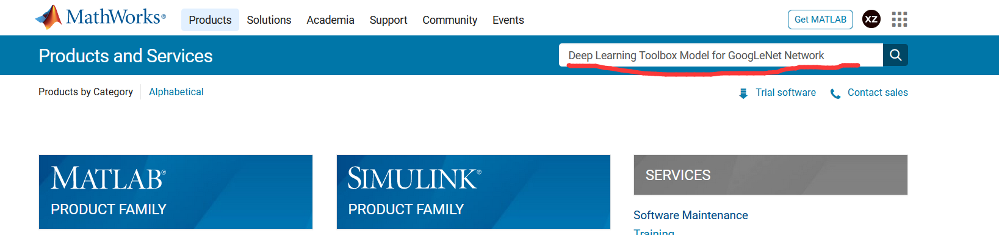 MathWorks® Products Solutions Academia Support Community Events Get MATLAB XZ
Products and Services Deep Learning Toolbox Model for GoogLeNet Network
Products by Category Alphabetical Trial software Contact sales
MATLAB® SIMULINK® SERVICES
PRODUCT FAMILY PRODUCT FAMILY
Software Maintenance
Training